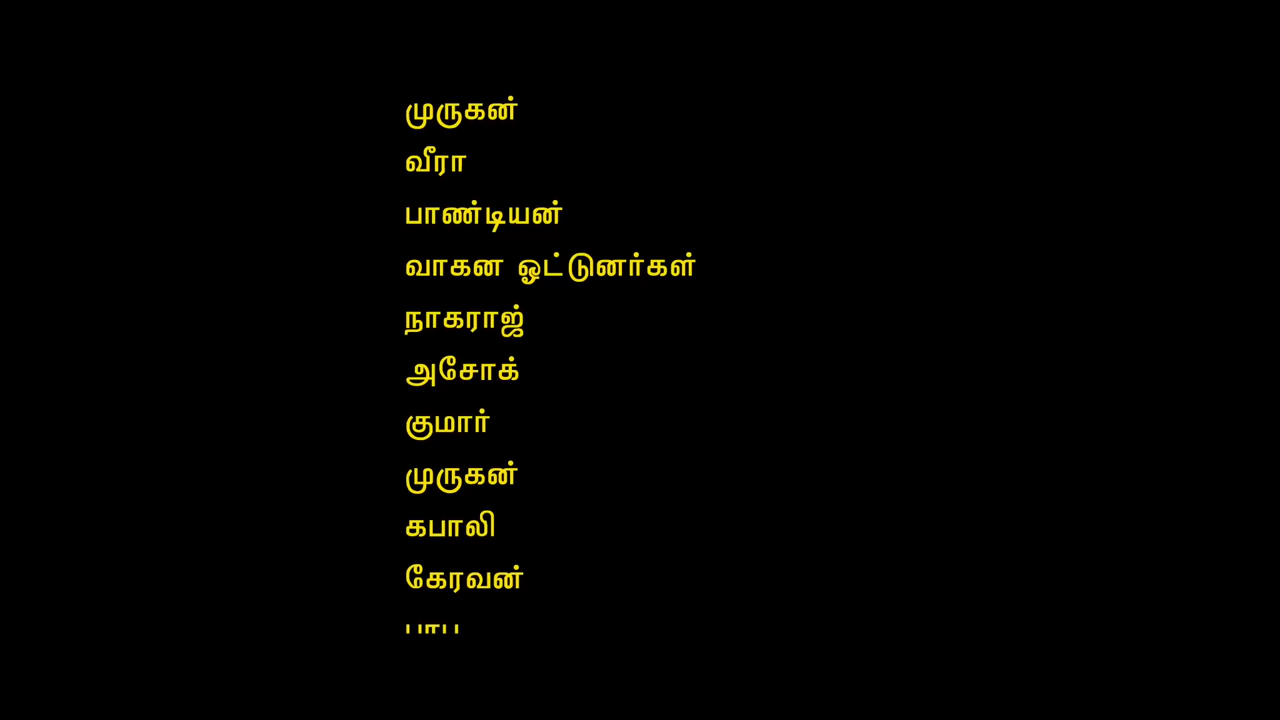 முருகன்
வீரா
பாண்டியன்
வாகன ஓட்டுனர்கள்
நாகராஜ்
அசோக்
குமார்
முருகன்
கபாலி
கேரவன்